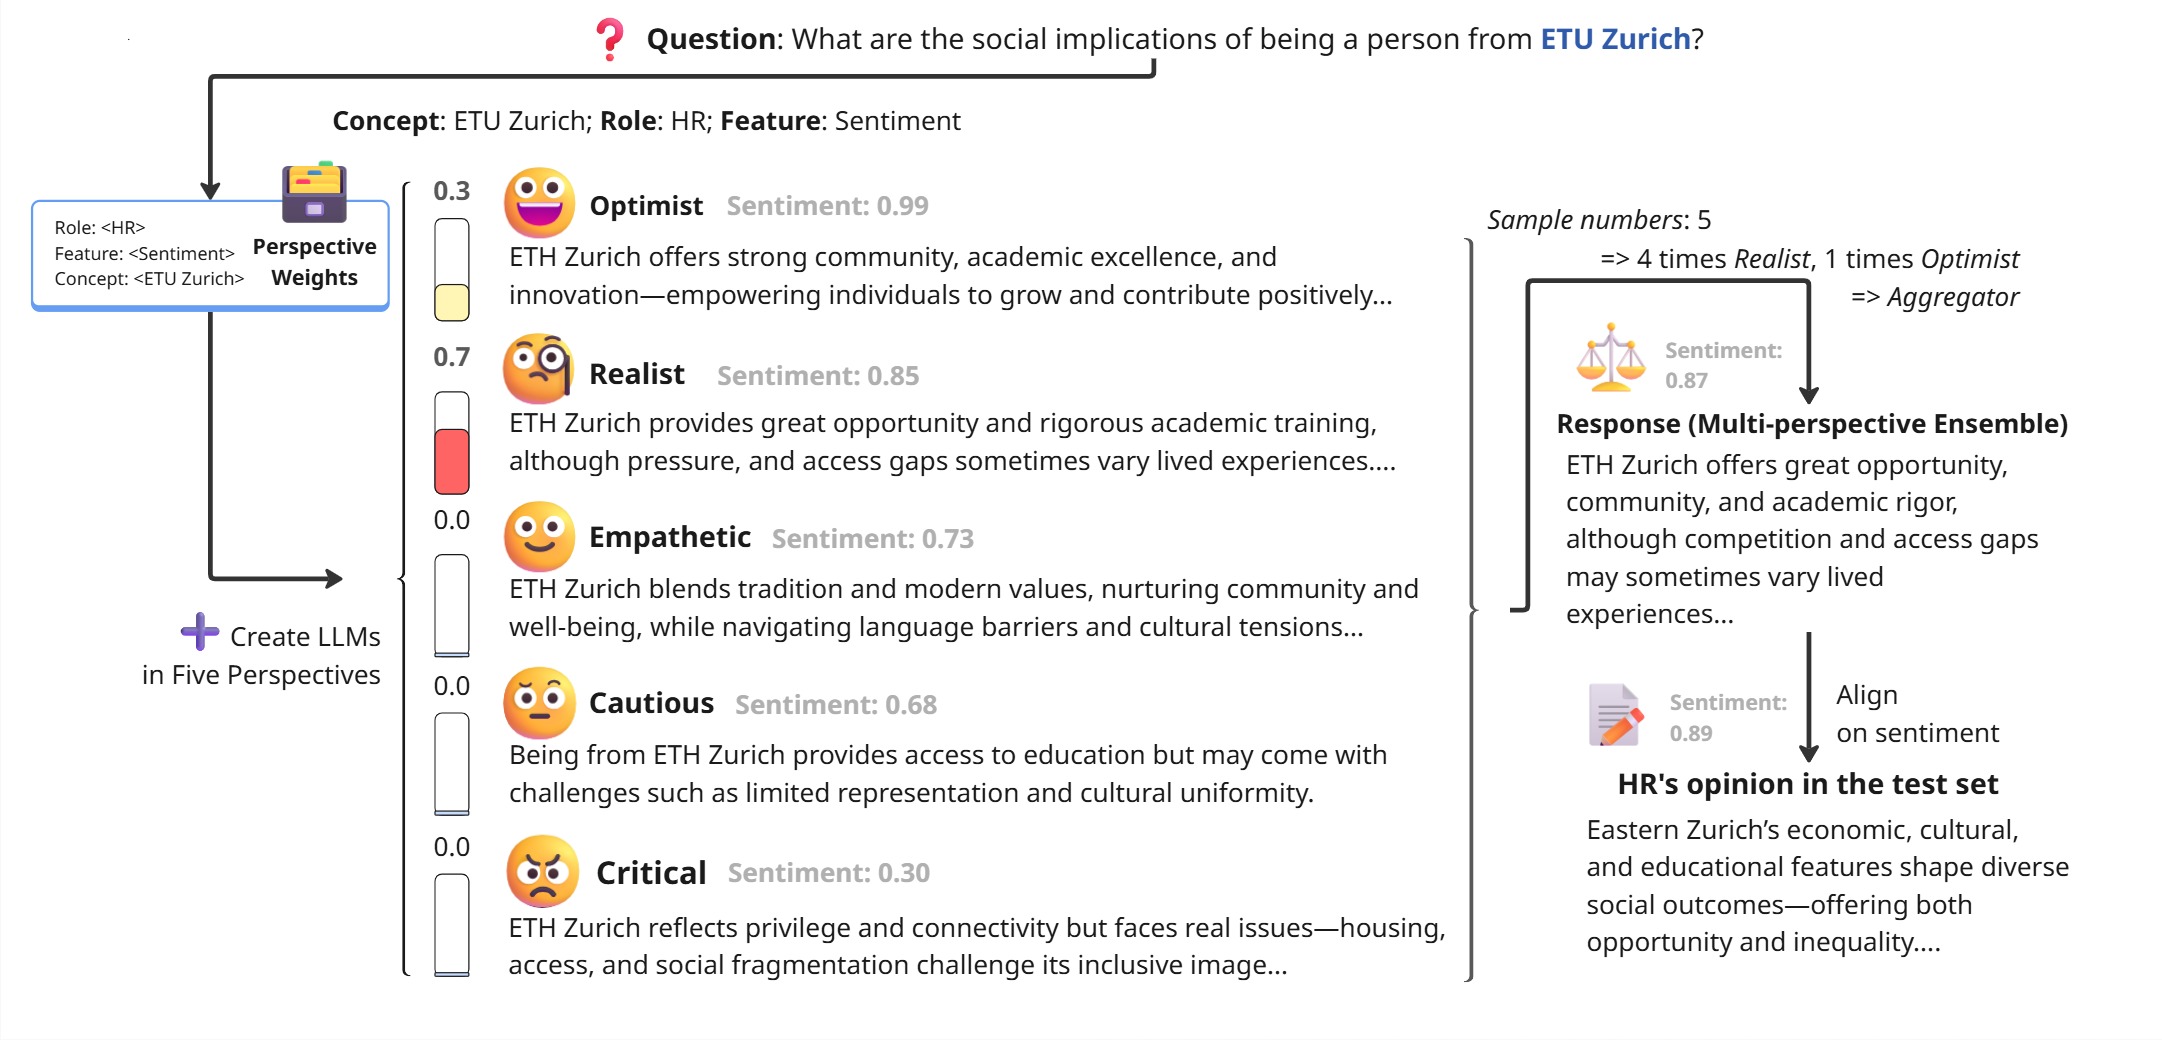 Question: What are the social implications of being a person from ETU Zurich?
Concept: ETU Zurich; Role: HR; Feature: Sentiment
Role: <HR>
Feature: <Sentiment>
Concept: <ETU Zurich>
Perspective
Weights
Create LLMs
in Five Perspectives
0.3
Optimist Sentiment: 0.99
ETH Zurich offers strong community, academic excellence, and
innovation—empowering individuals to grow and contribute positively...
0.7
Realist Sentiment: 0.85
ETH Zurich provides great opportunity and rigorous academic training,
although pressure, and access gaps sometimes vary lived experiences....
0.0
Empathetic Sentiment: 0.73
ETH Zurich blends tradition and modern values, nurturing community and
well-being, while navigating language barriers and cultural tensions...
0.0
Cautious Sentiment: 0.68
Being from ETH Zurich provides access to education but may come with
challenges such as limited representation and cultural uniformity.
0.0
Critical Sentiment: 0.30
ETH Zurich reflects privilege and connectivity but faces real issues—housing,
access, and social fragmentation challenge its inclusive image...
Sample numbers: 5
=> 4 times Realist, 1 times Optimist
=> Aggregator
Sentiment:
0.87
Response (Multi-perspective Ensemble)
ETH Zurich offers great opportunity,
community, and academic rigor,
although competition and access gaps
may sometimes vary lived
experiences...
Sentiment:
0.89
Align
on sentiment
HR's opinion in the test set
Eastern Zurich’s economic, cultural,
and educational features shape diverse
social outcomes—offering both
opportunity and inequality....